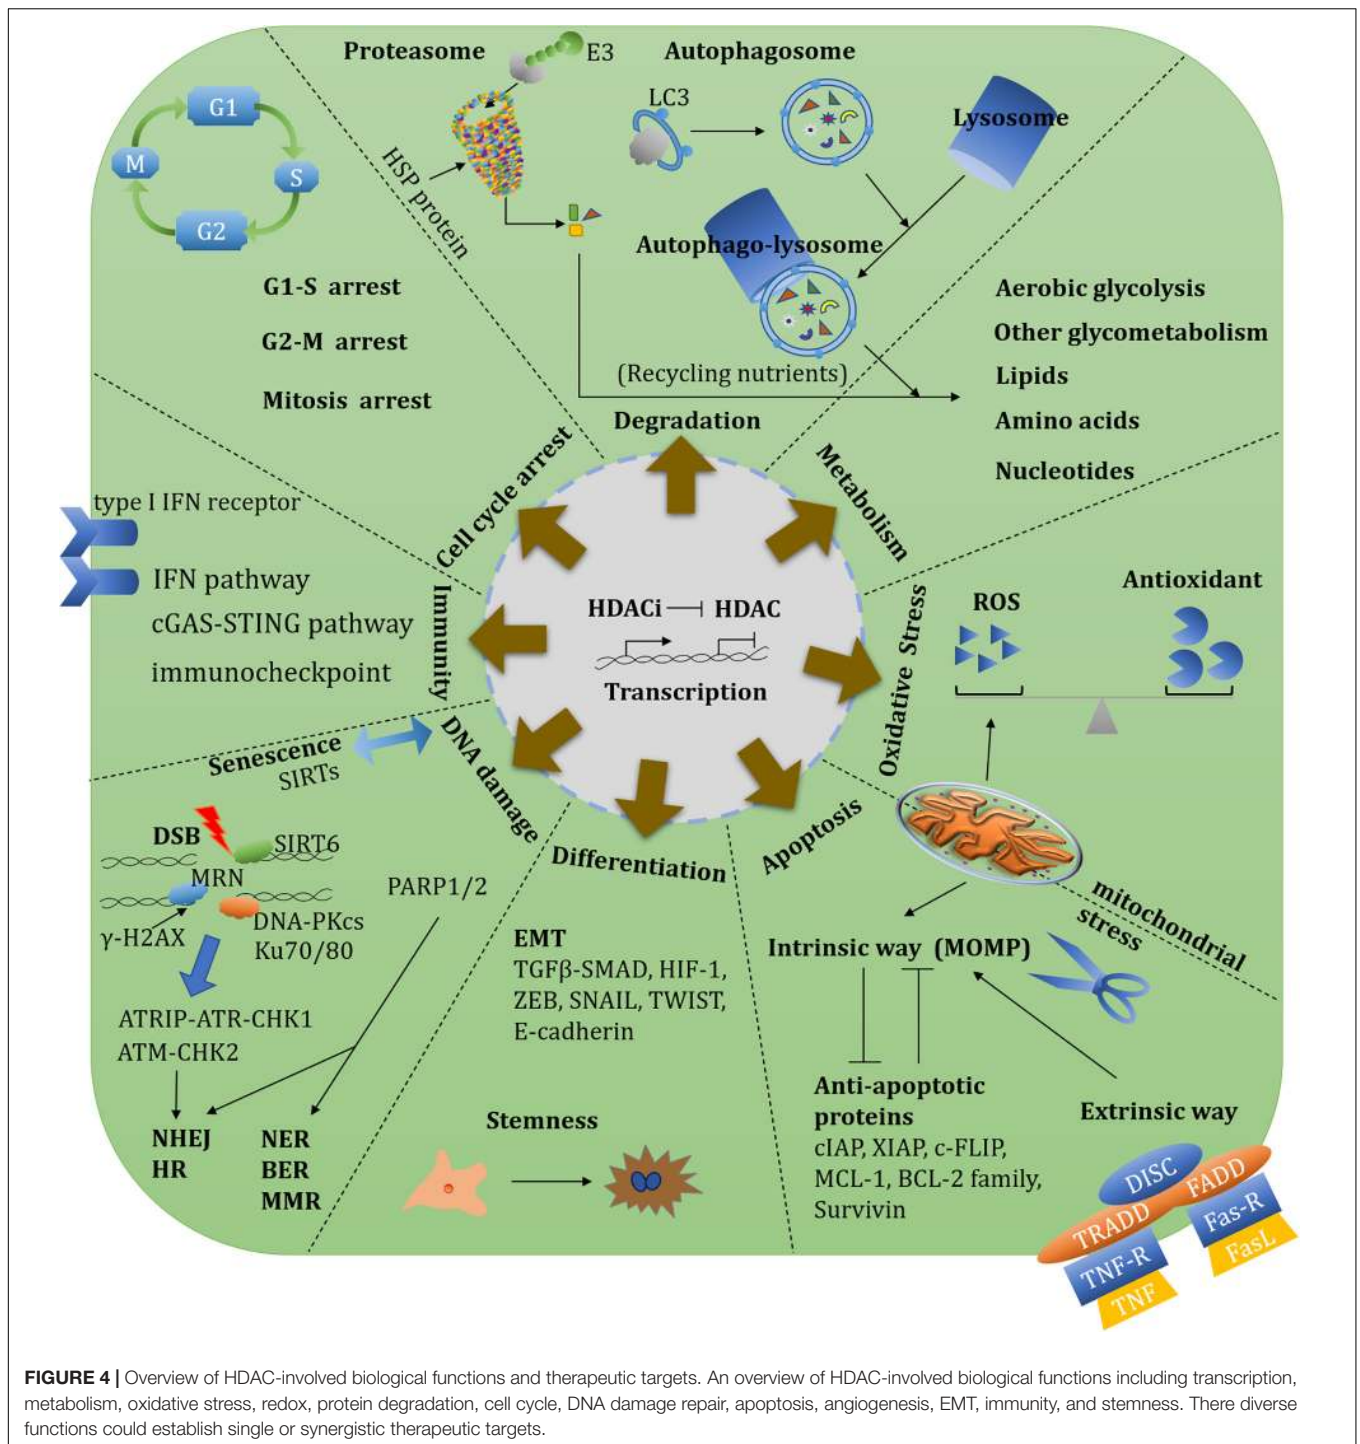 Proteasome
E3
Autophagosome
LC3
Lysosome
HSP protein
Autophago-lysosome
(Recycling nutrients)
Degradation
G1
S
G2
M
G1-S arrest
G2-M arrest
Mitosis arrest
Cell cycle arrest
Aerobic glycolysis
Other glycometabolism
Lipids
Amino acids
Nucleotides
Metabolism
type I IFN receptor
IFN pathway
cGAS-STING pathway
immunocheckpoint
Immunity
HDACi HDAC
Transcription
Oxidative Stress
ROS
Antioxidant
Senescence
SIRTs
DNA damage
DSB
SIRT6
MRN
DNA-PKcs
Ku70/80
γ-H2AX
PARP1/2
ATRIP-ATR-CHK1
ATM-CHK2
NHEJ
HR
NER
BER
MMR
Differentiation
EMT
TGFβ-SMAD, HIF-1,
ZEB, SNAIL, TWIST,
E-cadherin
Stemness
Apoptosis
mitochondrial
stress
Intrinsic way (MOMP)
Anti-apoptotic
proteins
cIAP, XIAP, c-FLIP,
MCL-1, BCL-2 family,
Survivin
Extrinsic way
DISC
FADD
TRADD
Fas-R
FasL
TNF-R
TNF
FIGURE 4 | Overview of HDAC-involved biological functions and therapeutic targets. An overview of HDAC-involved biological functions including transcription,
metabolism, oxidative stress, redox, protein degradation, cell cycle, DNA damage repair, apoptosis, angiogenesis, EMT, immunity, and stemness. There diverse
functions could establish single or synergistic therapeutic targets.